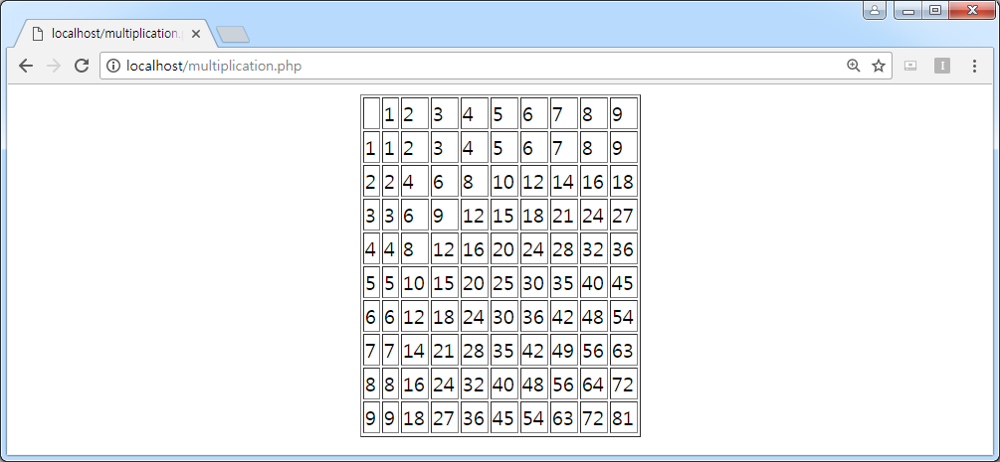 localhost/multiplication.
localhost/multiplication.php
1 2 3 4 5 6 7 8 9
1 1 2 3 4 5 6 7 8 9
2 2 4 6 8 10 12 14 16 18
3 3 6 9 12 15 18 21 24 27
4 4 8 12 16 20 24 28 32 36
5 5 10 15 20 25 30 35 40 45
6 6 12 18 24 30 36 42 48 54
7 7 14 21 28 35 42 49 56 63
8 8 16 24 32 40 48 56 64 72
9 9 18 27 36 45 54 63 72 81